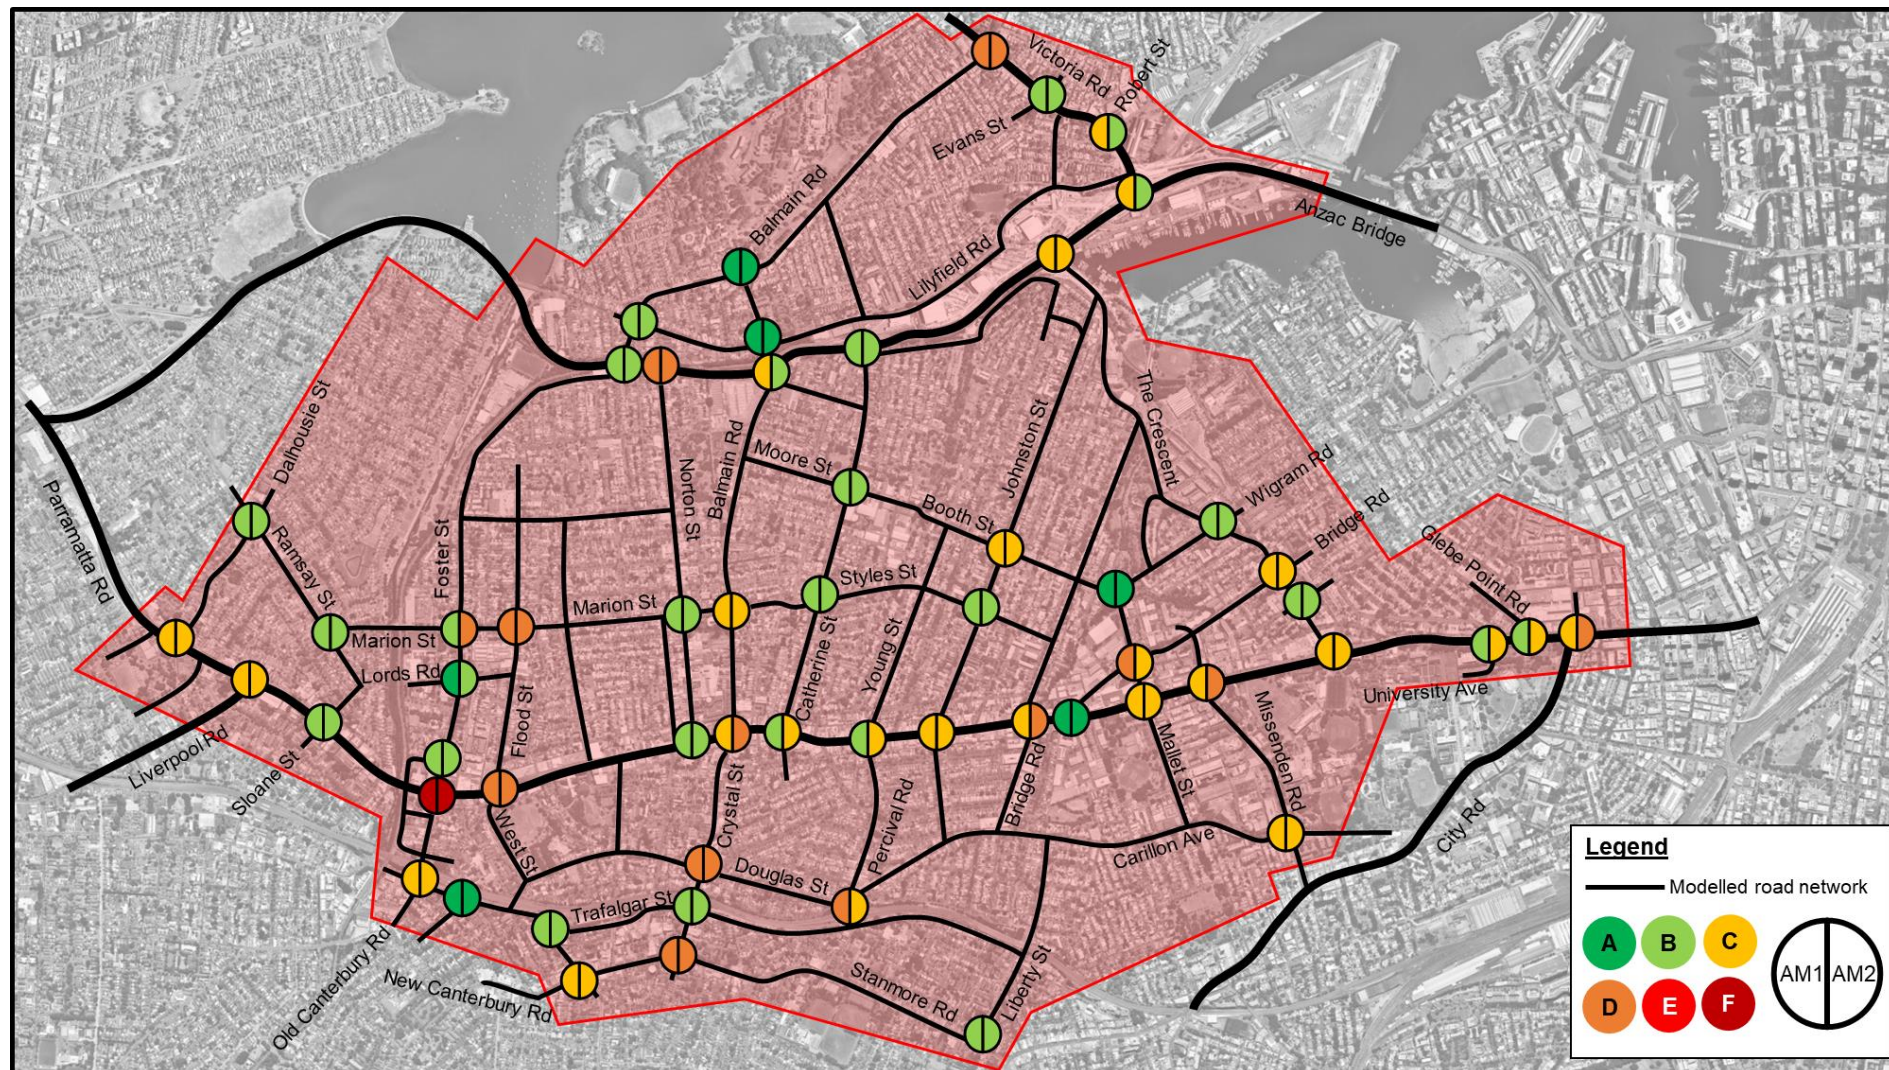 Victoria Rd
Robert St
Evans St
Balmain Rd
Anzac Bridge
Lilyfield Rd
Dalhousie St
The Crescent
Johnston St
Balmain Rd
Moore St
Norton St
Wigram Rd
Parramatta Rd
Ramsay St
Foster St
Booth St
Bridge Rd
Glebe Point Rd
Styles St
Marion St
Marion St
Lords Rd
Catherine St
Young St
University Ave
Missenden Rd
Flood St
Liverpool Rd
Sloane St
Mallet St
Bridge Rd
Crystal St
Percival Rd
West St
City Rd
Carillon Ave
Douglas St
Trafalgar St
Old Canterbury Rd
New Canterbury Rd
Stanmore Rd
Liberty St
Legend
Modelled road network
A B C
D E F
AM1 AM2